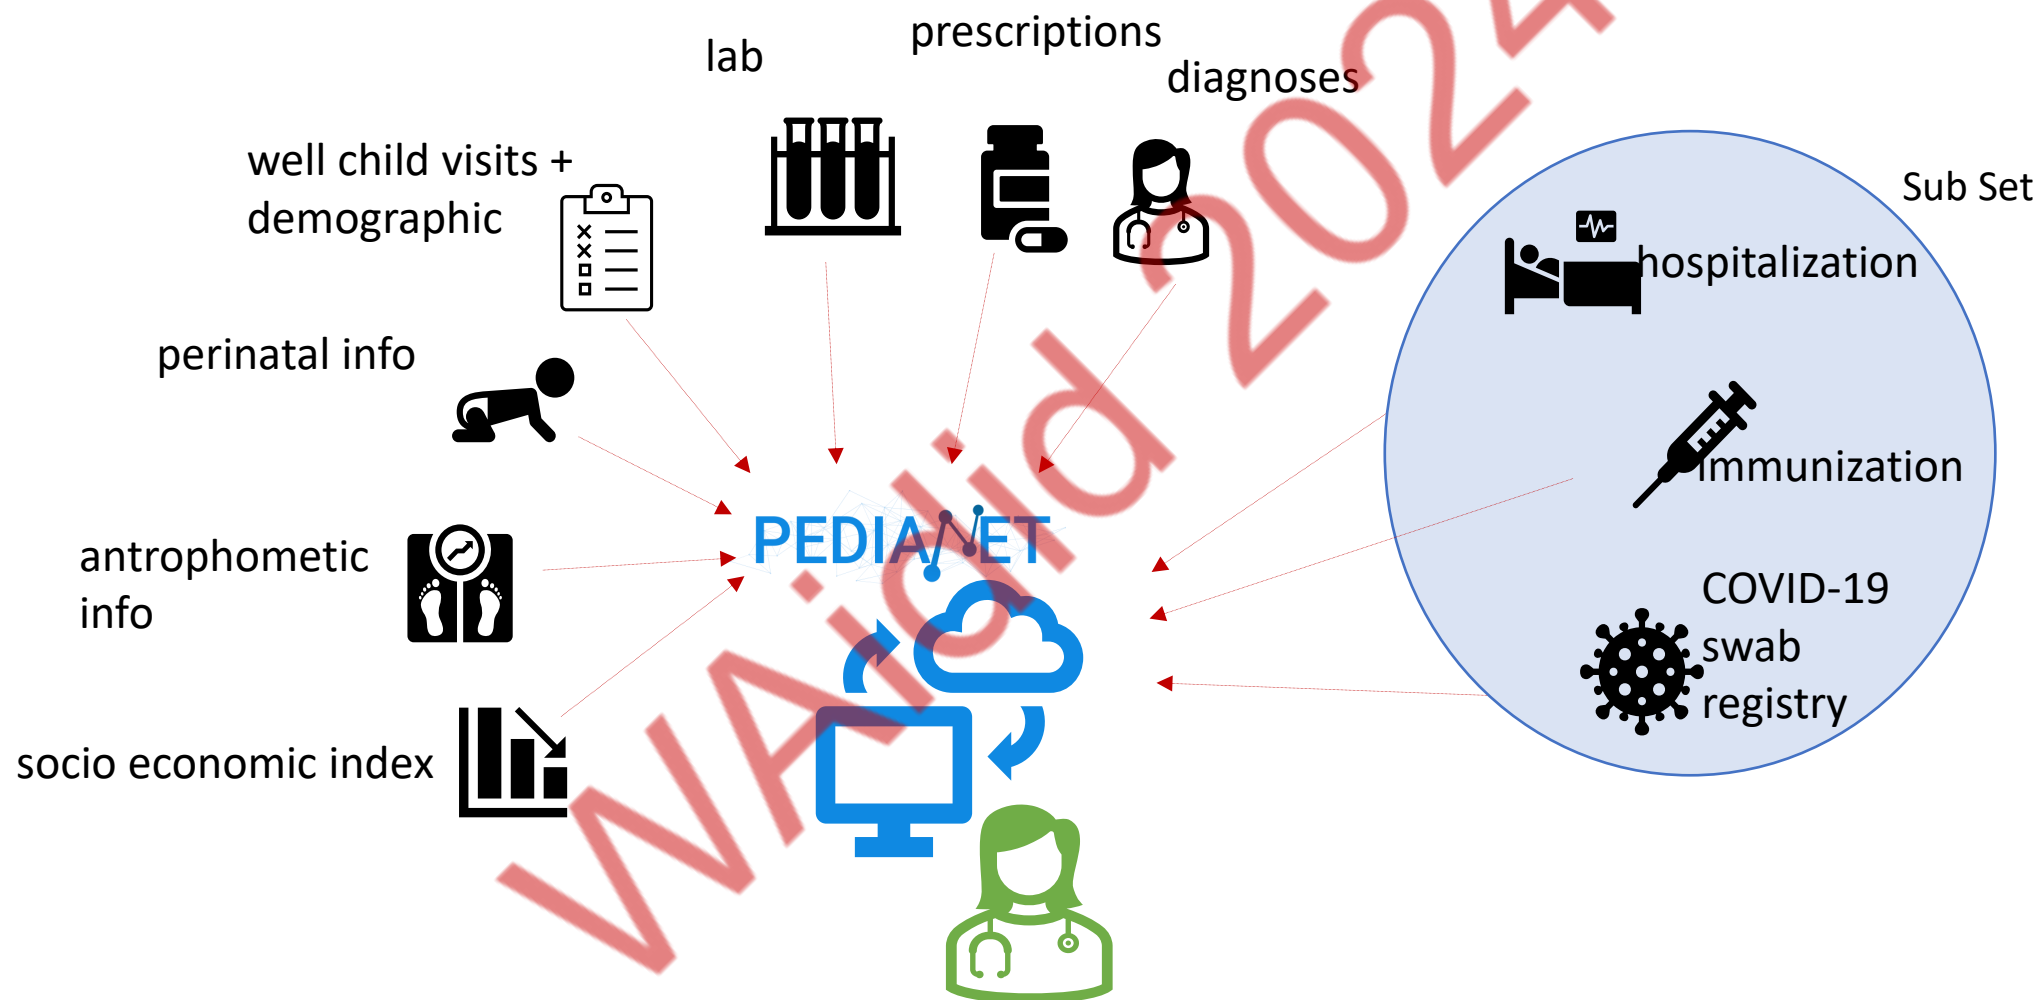 prescriptions
lab
diagnoses
well child visits +
demographic
Sub Set
hospitalization
perinatal info
immunization
PEDIANET
antrophometic
info
COVID-19
swab
registry
socio economic index
WAidid 2024